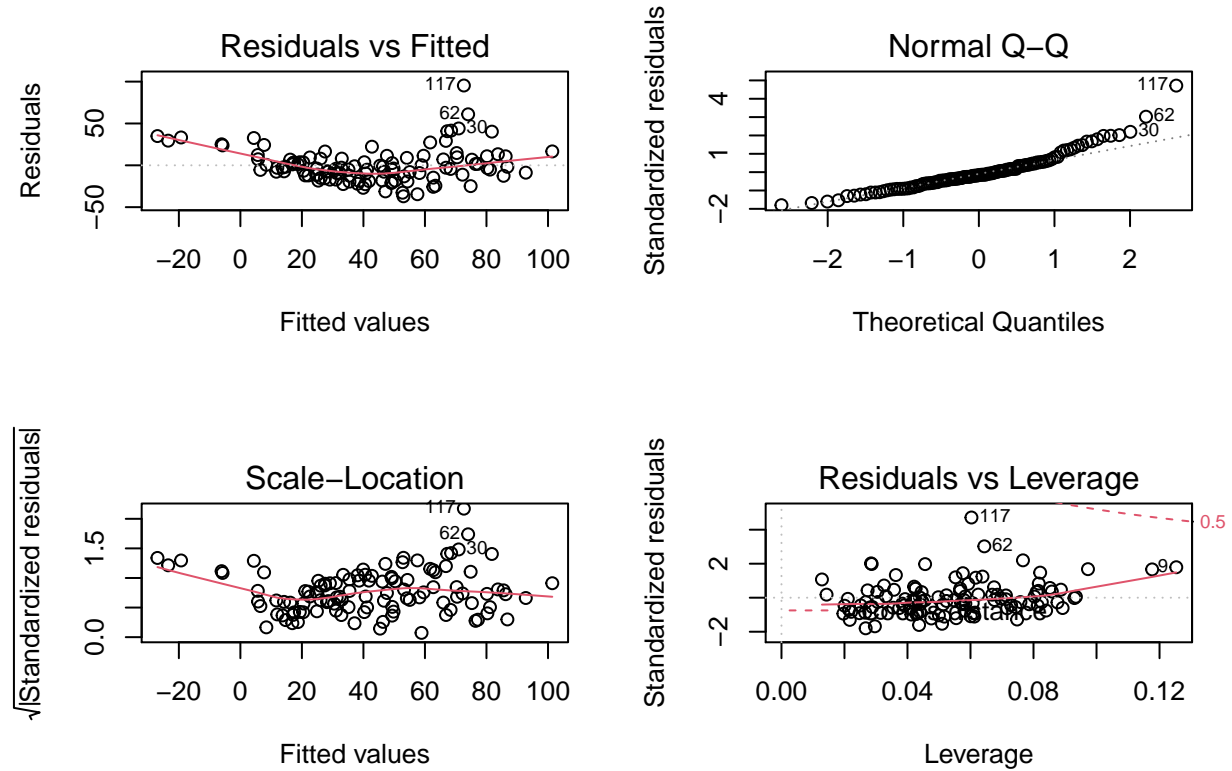 Residuals vs Fitted
Residuals
−50
50
−20 0 20 40 60 80 100
Fitted values
117
62
30
Normal Q−Q
Standardized residuals
−2
1
4
−2 −1 0 1 2
Theoretical Quantiles
117
62
30
Scale−Location
√|Standardized residuals|
0.0
1.5
−20 0 20 40 60 80 100
Fitted values
117
62
30
Residuals vs Leverage
Standardized residuals
−2
2
0.00 0.04 0.08 0.12
Leverage
117
62
9
0.5